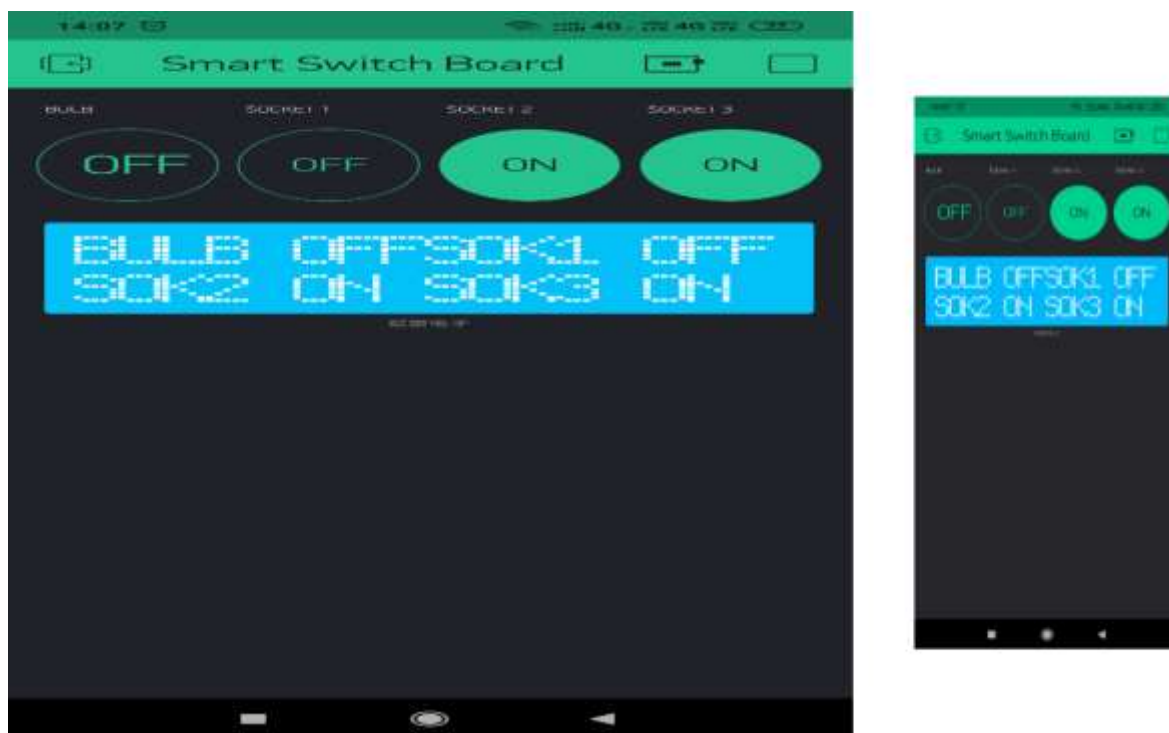 14:07
Smart Switch Board
BULB SOCKET 1 SOCKET 2 SOCKET 3
OFF OFF ON ON
BULB OFFSOK1 OFF
SOK2 ON SOK3 ON
Smart Switch Board
OFF OFF ON ON
BULB OFFSOK1 OFF
SOK2 ON SOK3 ON